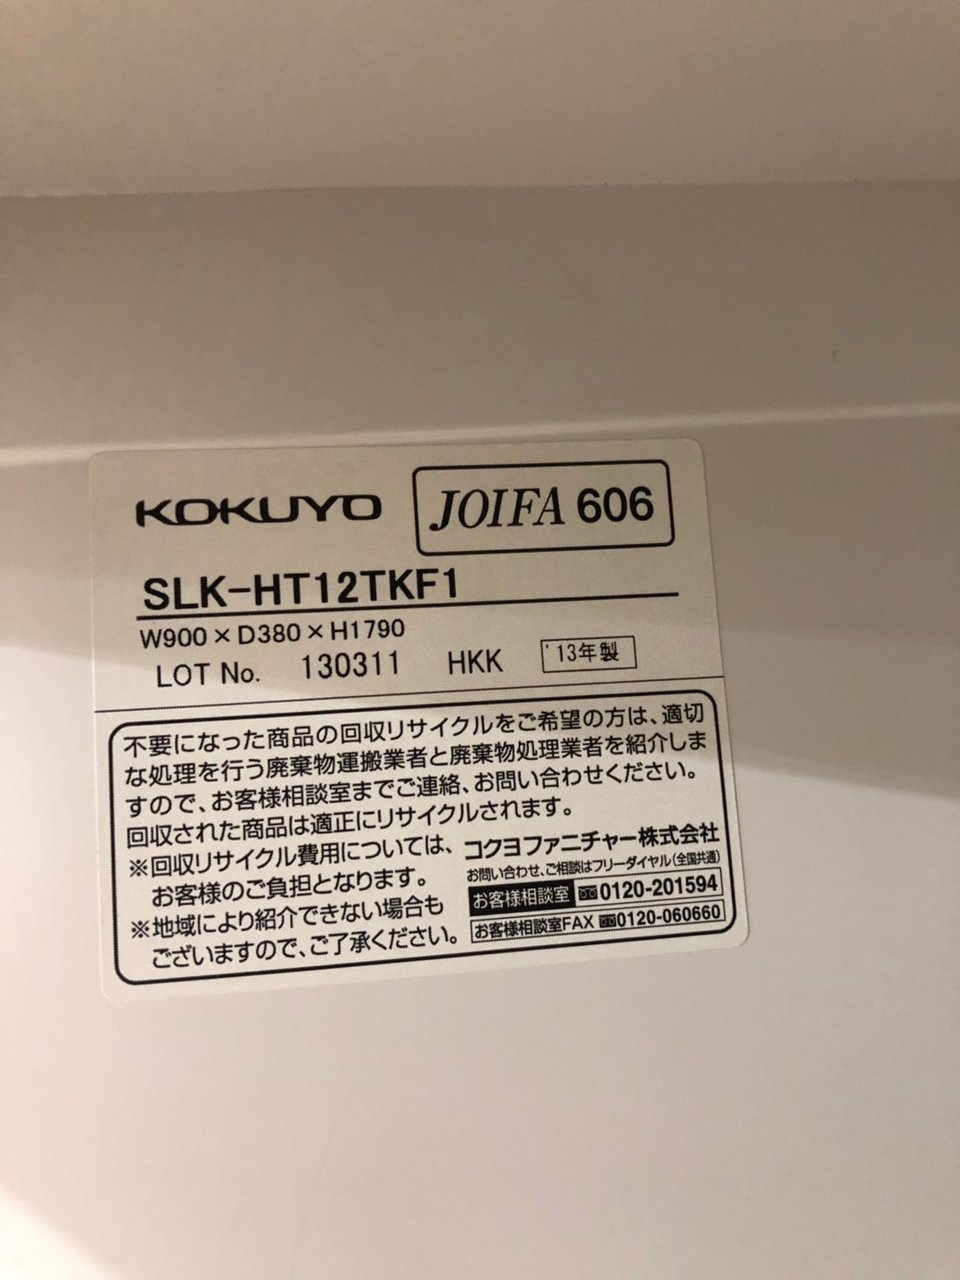 KOKUYO JOIFA 606
SLK-HT12TKF1
W900×D380×H1790
LOT No. 130311 HKK '13年製
不要になった商品の回収リサイクルをご希望の方は、適切
な処理を行う廃棄物運搬業者と廃棄物処理業者を紹介しま
すので、お客様相談室までご連絡、お問い合わせください。
回収された商品は適正にリサイクルされます。
※回収リサイクル費用については、
お客様のご負担となります。
※地域により紹介できない場合も
ございますので、ご了承ください。
コクヨファニチャー株式会社
お問い合わせ、ご相談はフリーダイヤル(全国共通)
お客様相談室 0120-201594
お客様相談室FAX 0120-060660